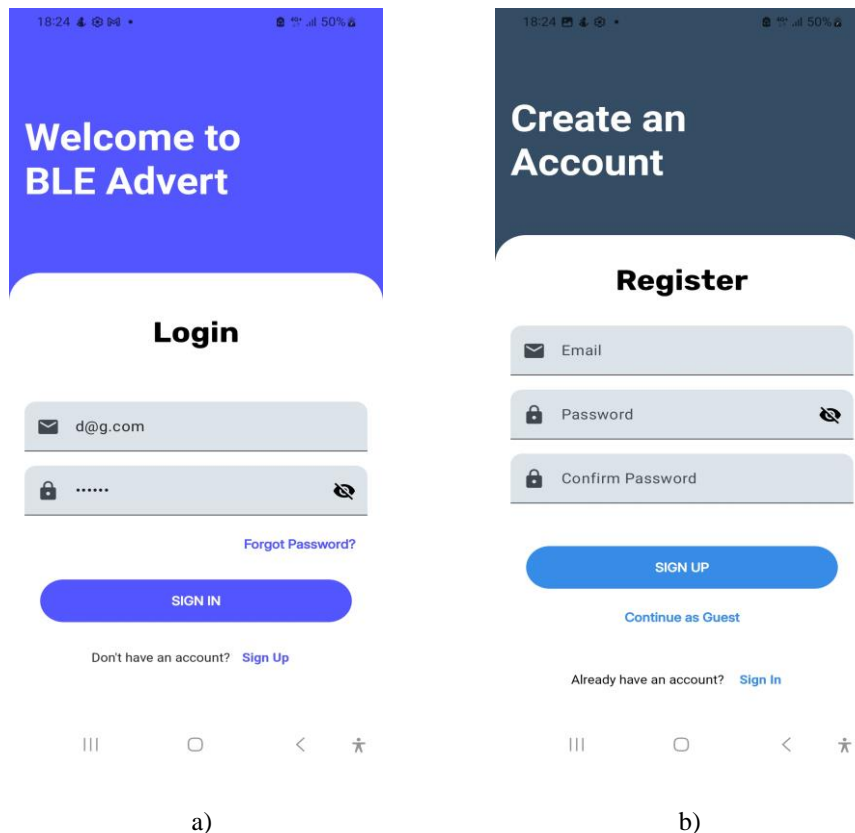 18:24
50%
Welcome to
BLE Advert
Login
d@g.com
••••••
Forgot Password?
SIGN IN
Don't have an account? Sign Up
a)
18:24
50%
Create an
Account
Register
Email
Password
Confirm Password
SIGN UP
Continue as Guest
Already have an account? Sign In
b)